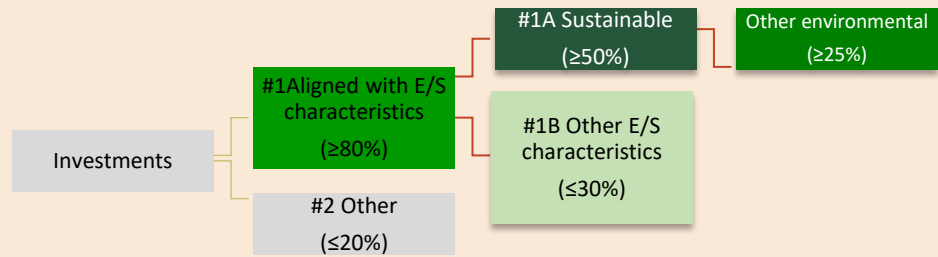 Investments
#1Aligned with E/S
characteristics
(≥80%)
#2 Other
(≤20%)
#1A Sustainable
(≥50%)
#1B Other E/S
characteristics
(≤30%)
Other environmental
(≥25%)